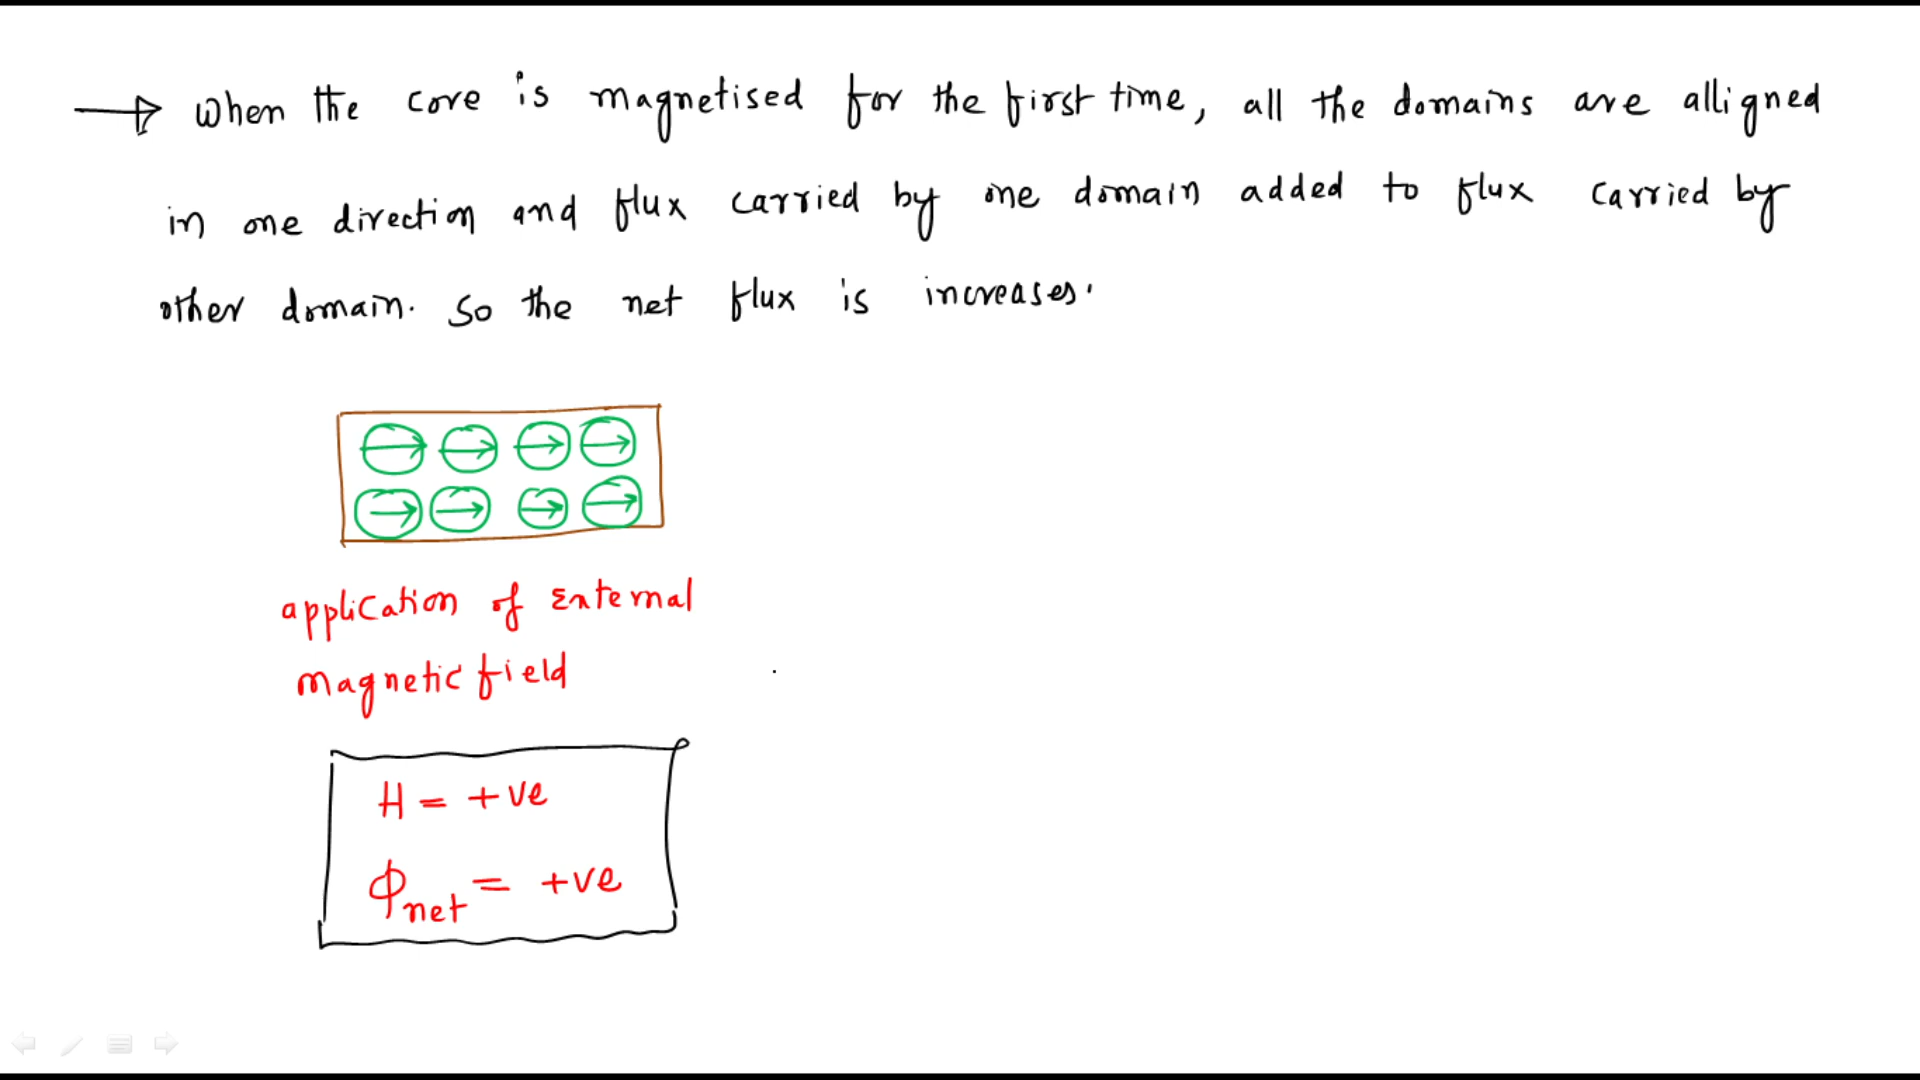 When the core is magnetised for the first time, all the domains are alligned
in one direction and flux carried by one domain added to flux carried by
other domain. So the net flux is increases.
application of External
magnetic field
H = +ve
Φnet = +ve